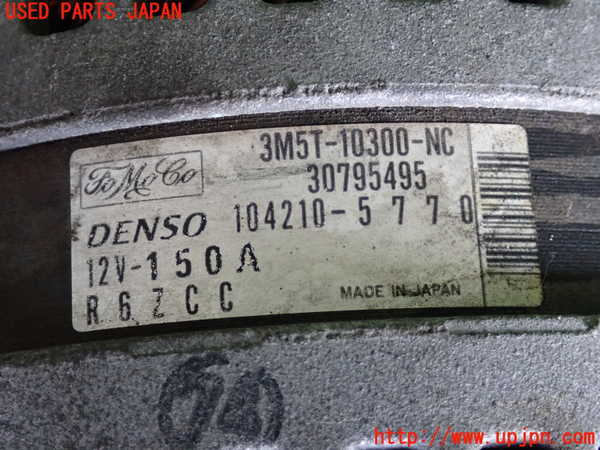 USED PARTS JAPAN
3M5T-10300-NC
FoMoCo
30795495
DENSO 104210-5770
12V-150A
R6ZCC
MADE IN JAPAN
http://www.upjpn.com